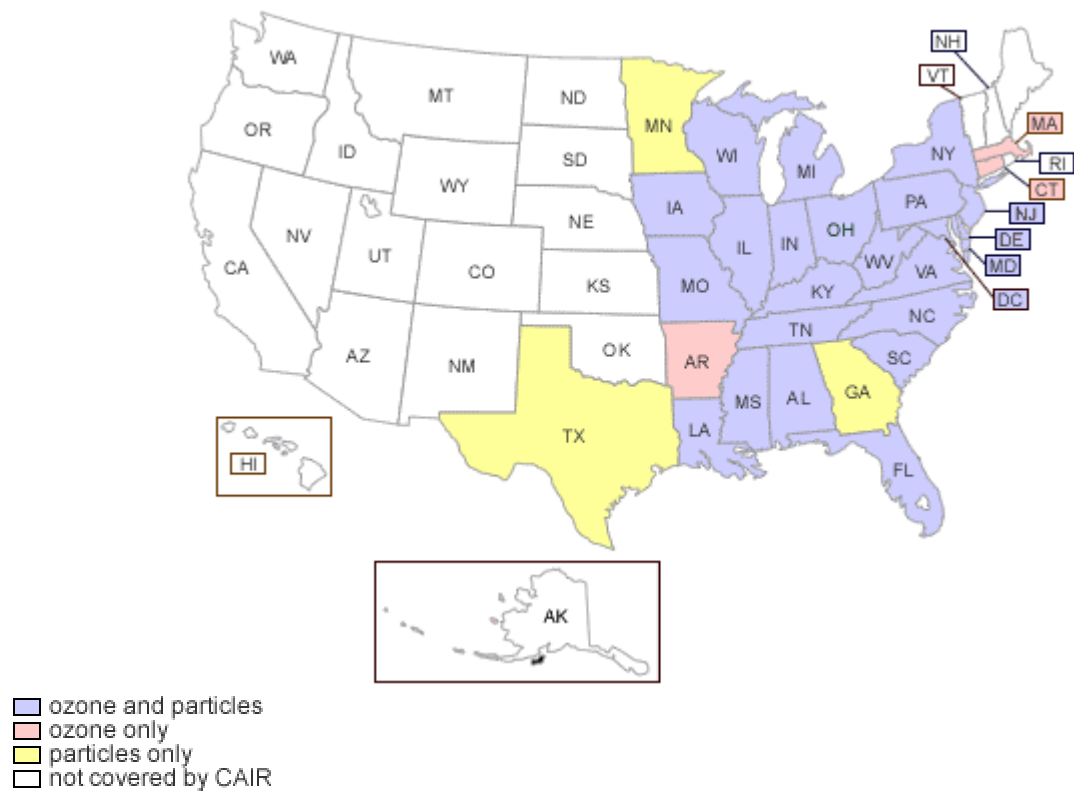 NH
WA
VT
MT
ND
MN
MA
OR
ID
SD
WI
MI
NY
RI
WY
CT
IA
PA
NJ
NE
NV
UT
IL
IN
OH
DE
CA
CO
WV
VA
MD
KS
MO
KY
DC
NC
TN
AZ
NM
OK
AR
SC
MS
AL
GA
TX
LA
HI
FL
AK
ozone and particles
ozone only
particles only
not covered by CAIR